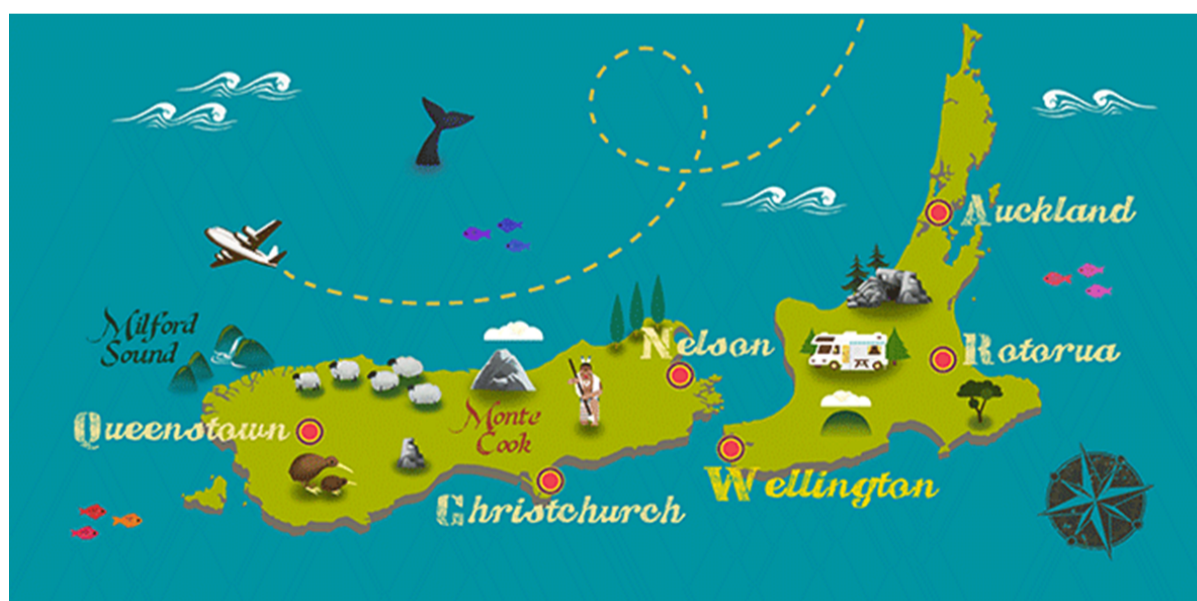 Auckland
Milford
Sound
Nelson
Rotorua
Queenstown
Monte
Cook
Wellington
Christchurch